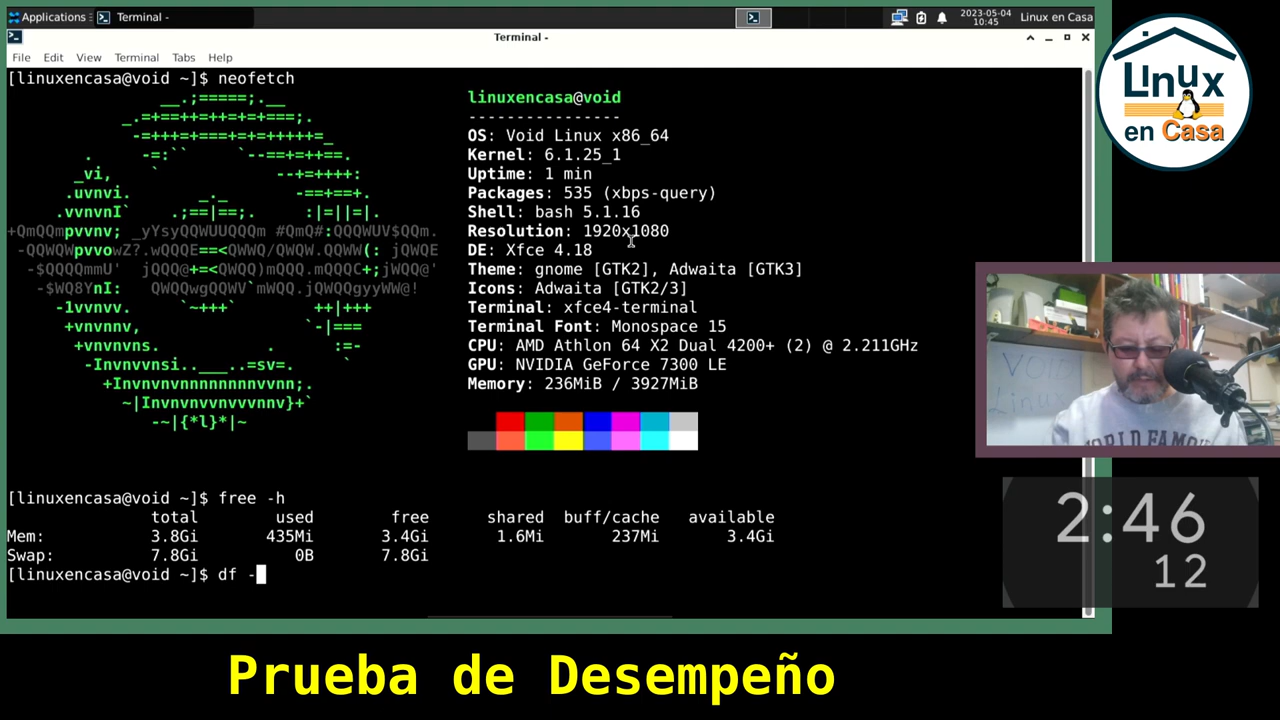 Applications
Terminal -
2023-05-04
10:45
Linux en Casa
Terminal -
File Edit View Terminal Tabs Help
[linuxencasa@void ~]$ neofetch
linuxencasa@void
----------------
OS: Void Linux x86_64
Kernel: 6.1.25_1
Uptime: 1 min
Packages: 535 (xbps-query)
Shell: bash 5.1.16
Resolution: 1920x1080
DE: Xfce 4.18
Theme: gnome [GTK2], Adwaita [GTK3]
Icons: Adwaita [GTK2/3]
Terminal: xfce4-terminal
Terminal Font: Monospace 15
CPU: AMD Athlon 64 X2 Dual 4200+ (2) @ 2.211GHz
GPU: NVIDIA GeForce 7300 LE
Memory: 236MiB / 3927MiB
[linuxencasa@void ~]$ free -h
total used free shared buff/cache available
Mem: 3.8Gi 435Mi 3.4Gi 1.6Mi 237Mi 3.4Gi
Swap: 7.8Gi 0B 7.8Gi
[linuxencasa@void ~]$ df -
LInux
en Casa
VOID
Linux
WORLD FAMOU
2:46
12
Prueba de Desempeño